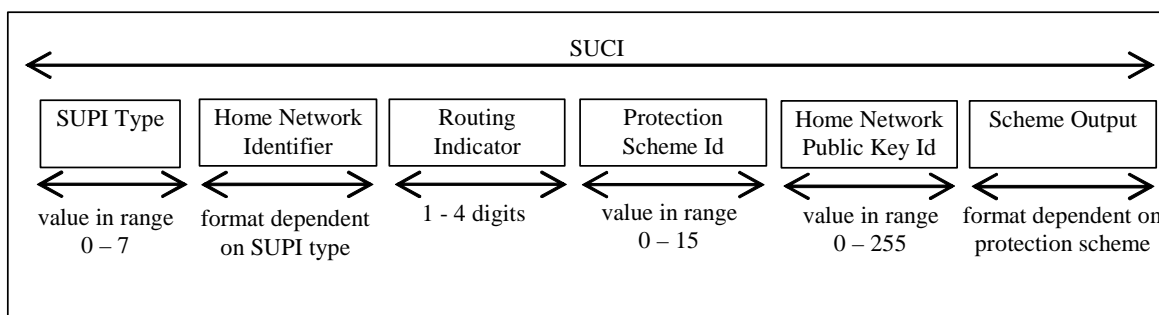 SUCI
SUPI Type
Home Network
Identifier
Routing
Indicator
Protection
Scheme Id
Home Network
Public Key Id
Scheme Output
value in range
0 – 7
format dependent
on SUPI type
1 - 4 digits
value in range
0 – 15
value in range
0 – 255
format dependent on
protection scheme